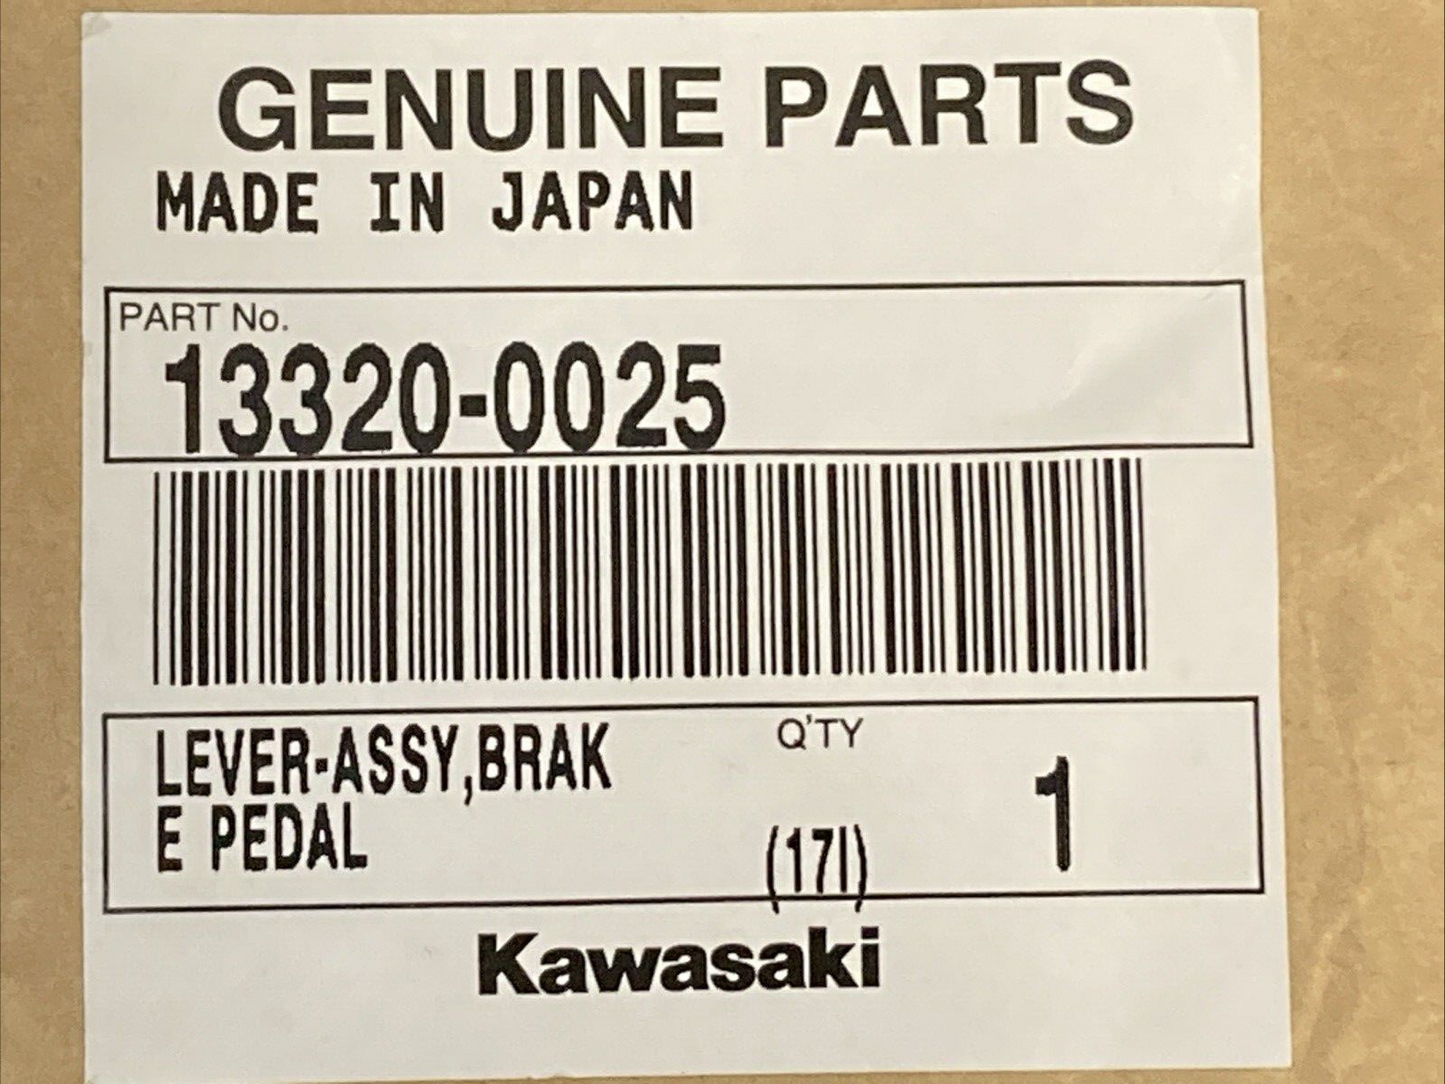 GENUINE PARTS
MADE IN JAPAN
PART No.
13320-0025
LEVER-ASSY,BRAK
E PEDAL
Q'TY
(17I)
1
Kawasaki